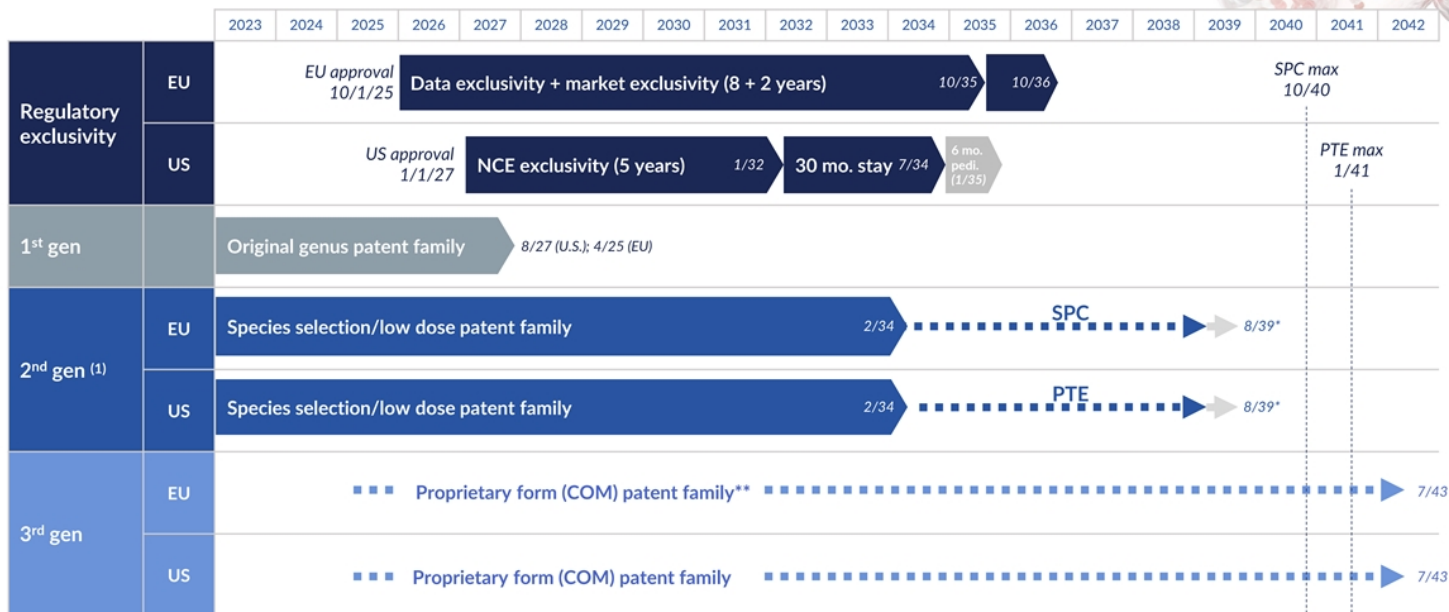 2023 2024 2025 2026 2027 2028 2029 2030 2031 2032 2033 2034 2035 2036 2037 2038 2039 2040 2041 2042
Regulatory
exclusivity
EU
EU approval
10/1/25
Data exclusivity + market exclusivity (8 + 2 years)
10/35
10/36
SPC max
10/40
US
US approval
1/1/27
NCE exclusivity (5 years)
1/32
30 mo. stay 7/34
6 mo.
pedi.
(1/35)
PTE max
1/41
1st gen
Original genus patent family
8/27 (U.S.); 4/25 (EU)
2nd gen (1)
EU
Species selection/low dose patent family
2/34
SPC
8/39*
US
Species selection/low dose patent family
2/34
PTE
8/39*
3rd gen
EU
Proprietary form (COM) patent family**
7/43
US
Proprietary form (COM) patent family
7/43